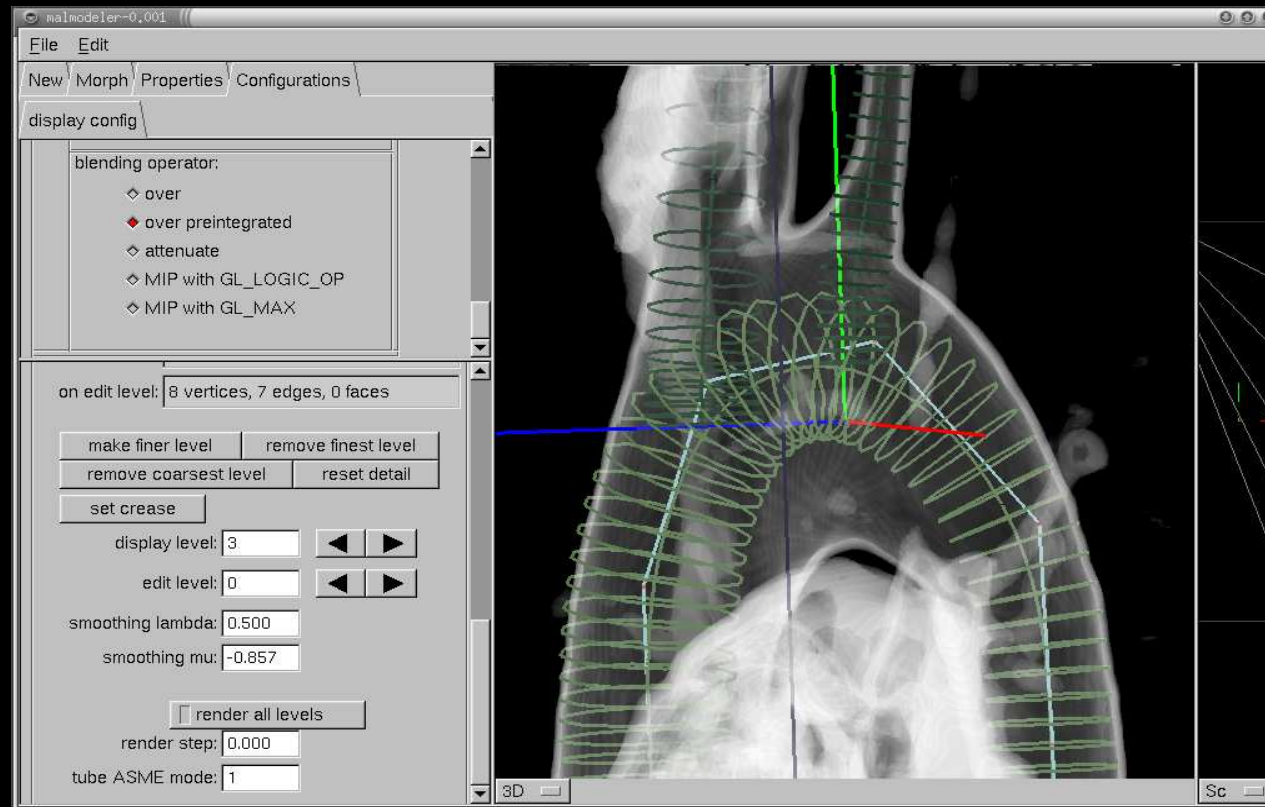 malmodeler-0.001
File Edit
New Morph Properties Configurations
display config
blending operator:
over
over preintegrated
attenuate
MIP with GL_LOGIC_OP
MIP with GL_MAX
on edit level: 8 vertices, 7 edges, 0 faces
make finer level remove finest level
remove coarsest level reset detail
set crease
display level: 3
edit level: 0
smoothing lambda: 0.500
smoothing mu: -0.857
render all levels
render step: 0.000
tube ASME mode: 1
3D Sc